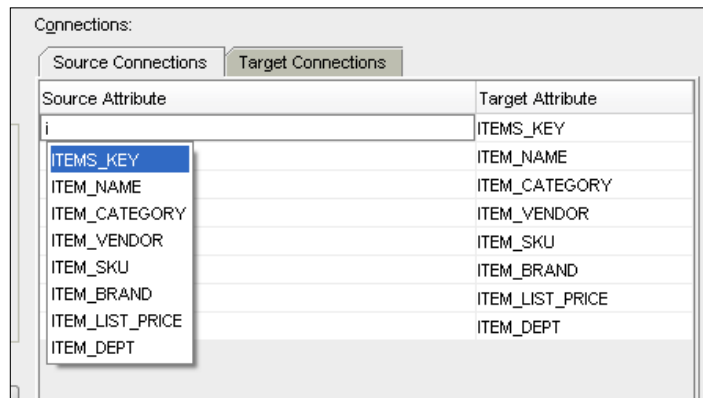 Connections:
Source Connections Target Connections
Source Attribute Target Attribute
i ITEMS_KEY
ITEMS_KEY ITEM_NAME
ITEM_NAME ITEM_CATEGORY
ITEM_CATEGORY ITEM_VENDOR
ITEM_VENDOR ITEM_SKU
ITEM_SKU ITEM_BRAND
ITEM_BRAND ITEM_LIST_PRICE
ITEM_LIST_PRICE ITEM_DEPT
ITEM_DEPT